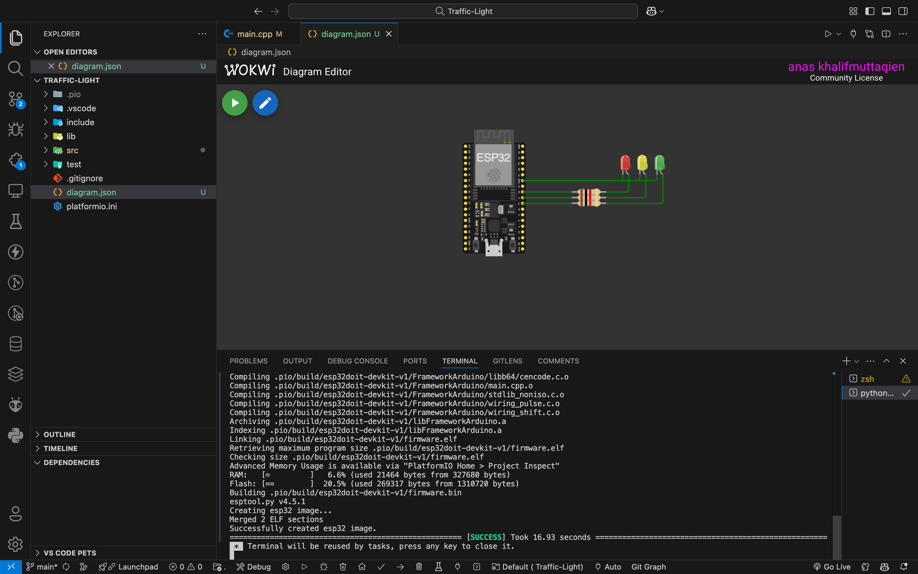 Traffic-Light
EXPLORER
OPEN EDITORS
diagram.json U
TRAFFIC-LIGHT
.pio
.vscode
include
lib
src
test
.gitignore
diagram.json U
platformio.ini
OUTLINE
TIMELINE
DEPENDENCIES
VS CODE PETS
2
1
main.cpp M
diagram.json U
diagram.json
WOKWi Diagram Editor
anas khalifmuttaqien
Community License
ESP32
PROBLEMS OUTPUT DEBUG CONSOLE PORTS TERMINAL GITLENS COMMENTS
Compiling .pio/build/esp32doit-devkit-v1/FrameworkArduino/libb64/cencode.c.o
Compiling .pio/build/esp32doit-devkit-v1/FrameworkArduino/main.cpp.o
Compiling .pio/build/esp32doit-devkit-v1/FrameworkArduino/stdlib_noniso.c.o
Compiling .pio/build/esp32doit-devkit-v1/FrameworkArduino/wiring_pulse.c.o
Compiling .pio/build/esp32doit-devkit-v1/FrameworkArduino/wiring_shift.c.o
Archiving .pio/build/esp32doit-devkit-v1/libFrameworkArduino.a
Indexing .pio/build/esp32doit-devkit-v1/libFrameworkArduino.a
Linking .pio/build/esp32doit-devkit-v1/firmware.elf
Retrieving maximum program size .pio/build/esp32doit-devkit-v1/firmware.elf
Checking size .pio/build/esp32doit-devkit-v1/firmware.elf
Advanced Memory Usage is available via "PlatformIO Home > Project Inspect"
RAM: [= ] 6.6% (used 21464 bytes from 327680 bytes)
Flash: [== ] 20.5% (used 269317 bytes from 1310720 bytes)
Building .pio/build/esp32doit-devkit-v1/firmware.bin
esptool.py v4.5.1
Creating esp32 image...
Merged 2 ELF sections
Successfully created esp32 image.
[SUCCESS] Took 16.93 seconds
* Terminal will be reused by tasks, press any key to close it.
zsh
python...
main* Launchpad 0 0 Debug Default ( Traffic-Light) Auto Git Graph Go Live